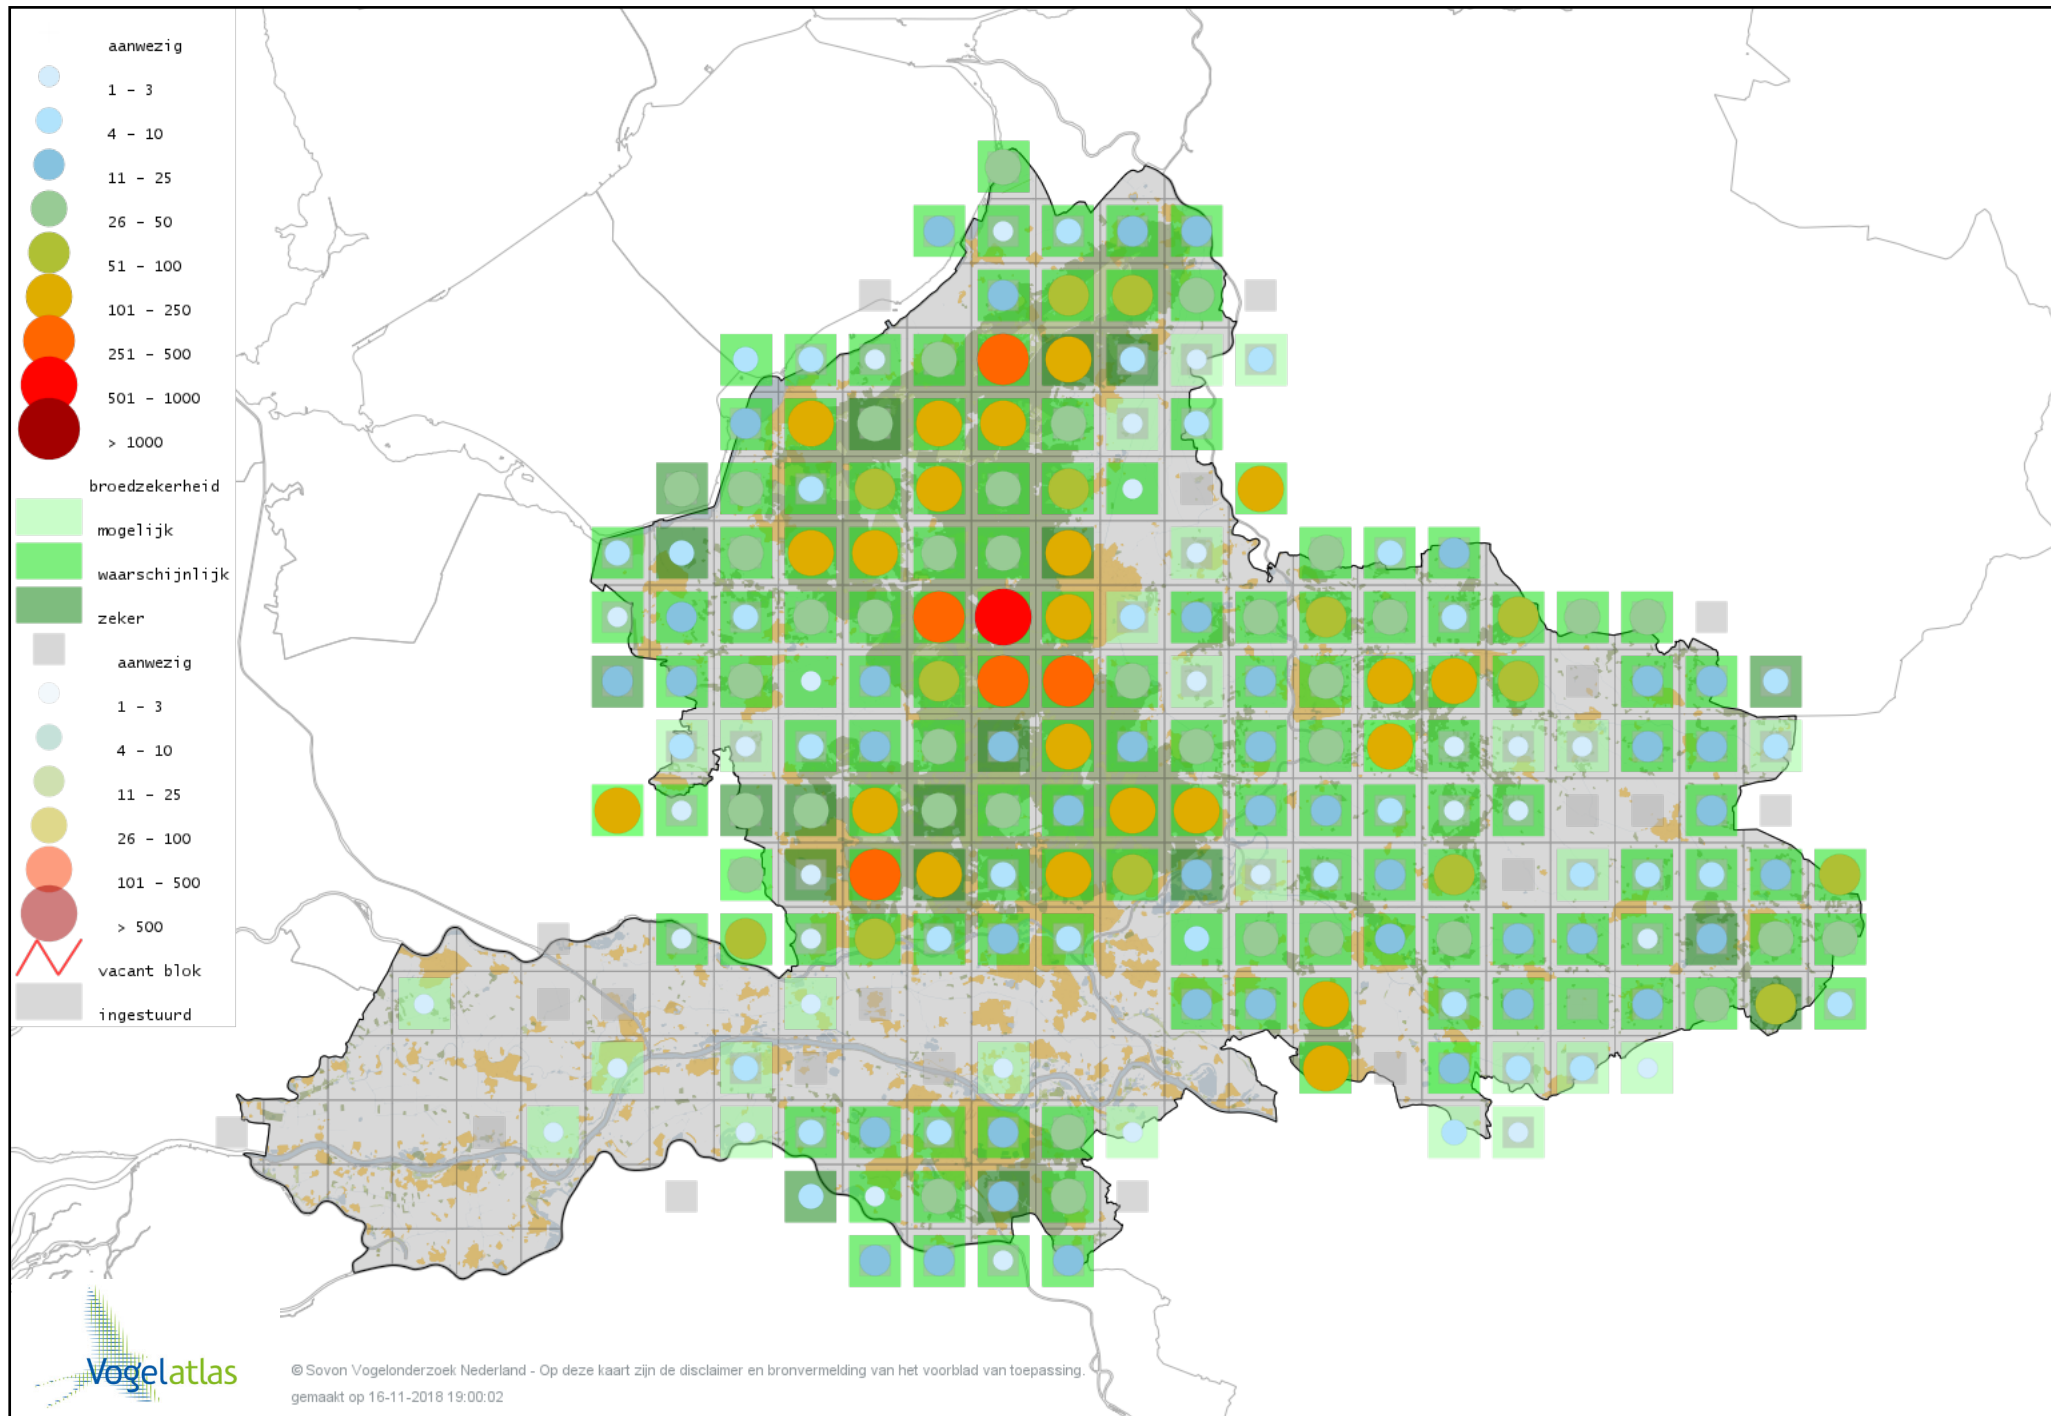 aanwezig
1 - 3
4 - 10
11 - 25
26 - 50
51 - 100
101 - 250
251 - 500
501 - 1000
> 1000
broedzekerheid
mogelijk
waarschijnlijk
zeker
aanwezig
1 - 3
4 - 10
11 - 25
26 - 100
101 - 500
> 500
vacant blok
ingestuurd
Vogelatlas
© Sovon Vogelonderzoek Nederland - Op deze kaart zijn de disclaimer en bronvermelding van het voorblad van toepassing.
gemaakt op 16-11-2018 19:00:02